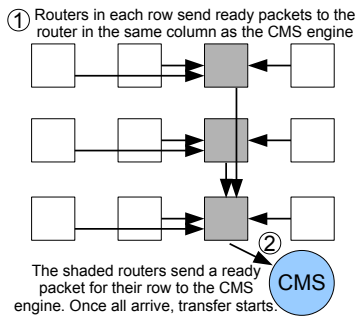 ① Routers in each row send ready packets to the
router in the same column as the CMS engine
②
The shaded routers send a ready
packet for their row to the CMS
engine. Once all arrive, transfer starts.
CMS